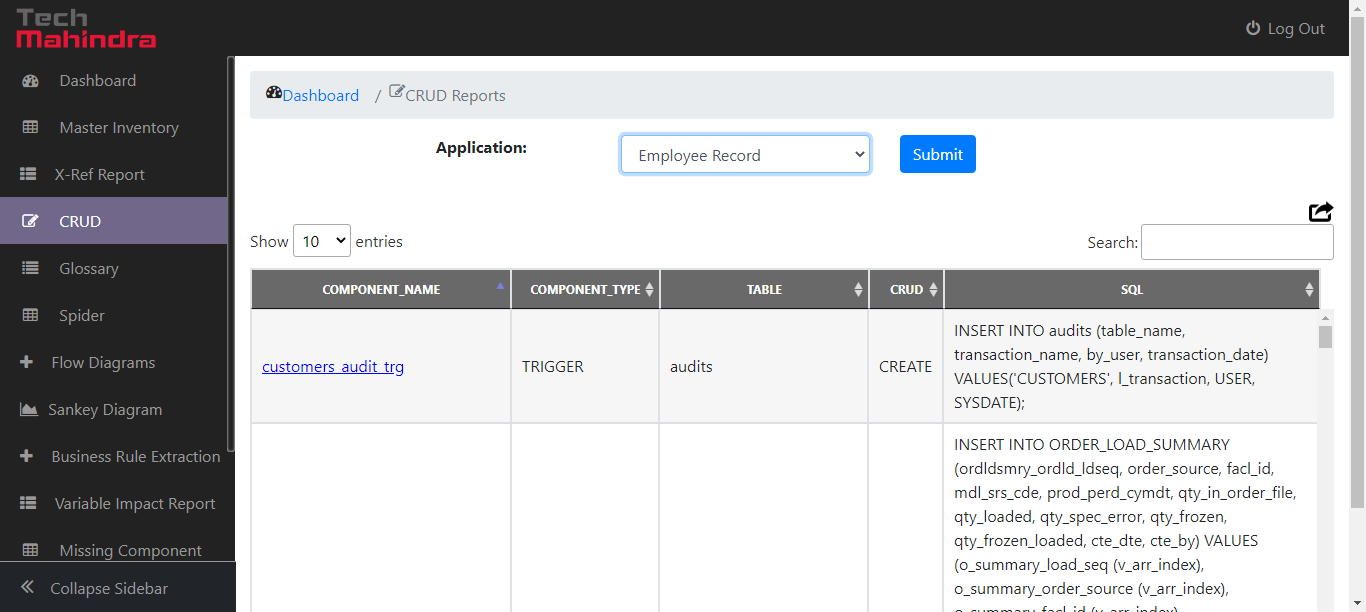 Tech
Mahindra
Log Out
Dashboard
Master Inventory
X-Ref Report
CRUD
Glossary
Spider
Flow Diagrams
Sankey Diagram
Business Rule Extraction
Variable Impact Report
Missing Component
Collapse Sidebar
Dashboard / CRUD Reports
Application: Employee Record Submit
Show 10 entries
Search:
COMPONENT_NAME COMPONENT_TYPE TABLE CRUD SQL
customers_audit_trg TRIGGER audits CREATE
INSERT INTO audits (table_name,
transaction_name, by_user, transaction_date)
VALUES('CUSTOMERS', l_transaction, USER,
SYSDATE);
INSERT INTO ORDER_LOAD_SUMMARY
(ordldsmry_ordld_ldseq, order_source, facl_id,
mdl_srs_cde, prod_perd_cymdt, qty_in_order_file,
qty_loaded, qty_spec_error, qty_frozen,
qty_frozen_loaded, cte_dte, cte_by) VALUES
(o_summary_load_seq (v_arr_index),
o_summary_order_source (v_arr_index),
o_summary_facl_id (v_arr_index),